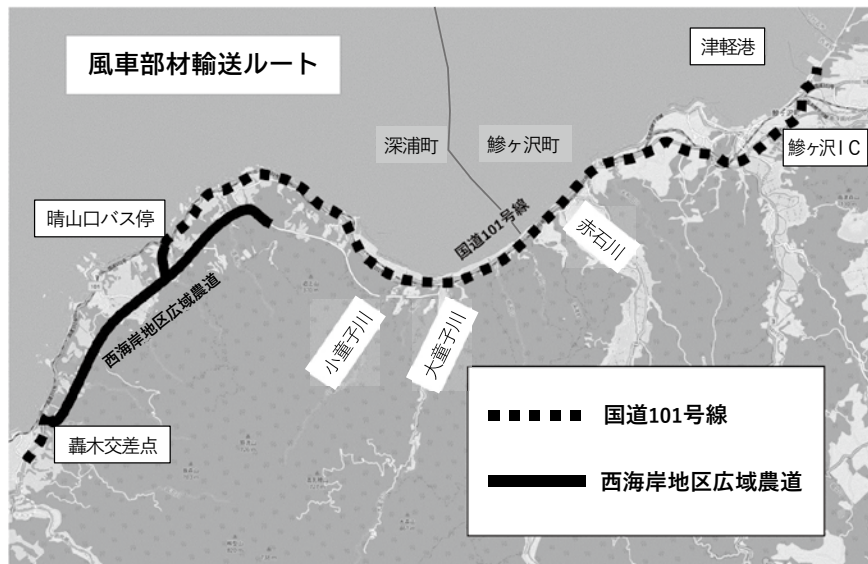 風車部材輸送ルート
津軽港
深浦町
鰺ヶ沢町
鰺ヶ沢IC
晴山口バス停
国道101号線
赤石川
西海岸地区広域農道
小童子川
大童子川
轟木交差点
国道101号線
西海岸地区広域農道